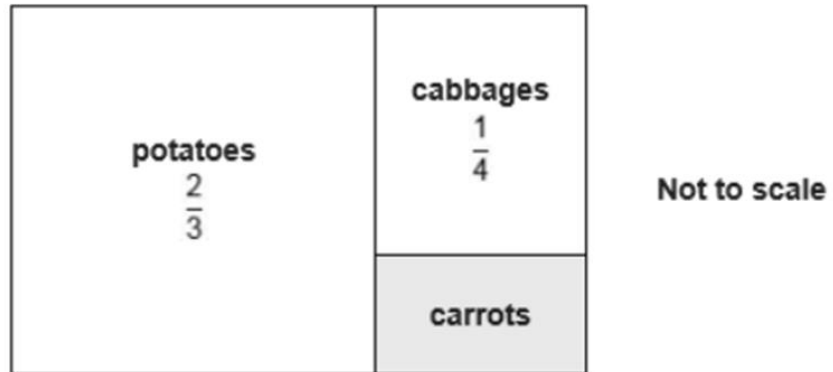 potatoes
2/3
cabbages
1/4
carrots
Not to scale